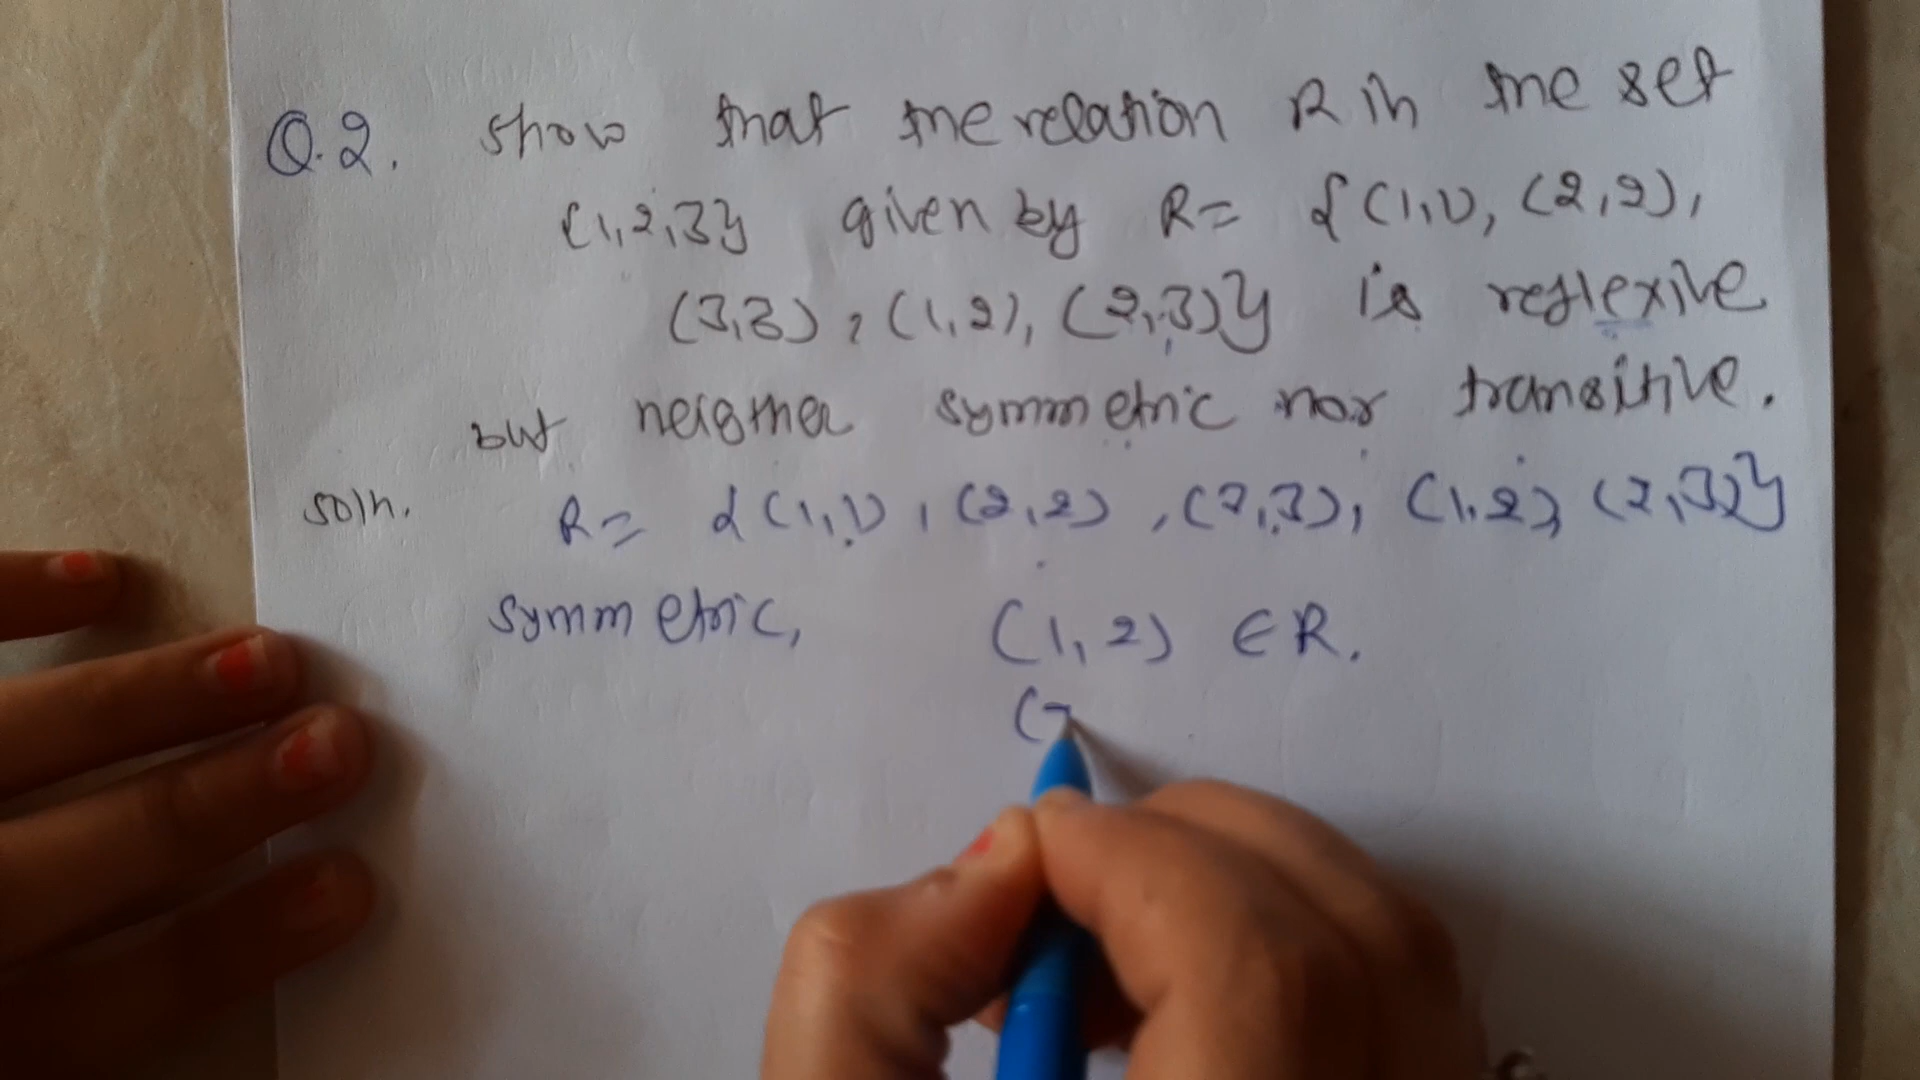 Q.2. Show that the relation R in the set
{1,2,3} given by R= {(1,1), (2,2),
(3,3), (1,2), (2,3)} is reflexive
but neither symmetric nor transitive.
Soln. R= {(1,1), (2,2), (3,3), (1,2), (2,3)}
Symmetric, (1,2) ∈ R.
(